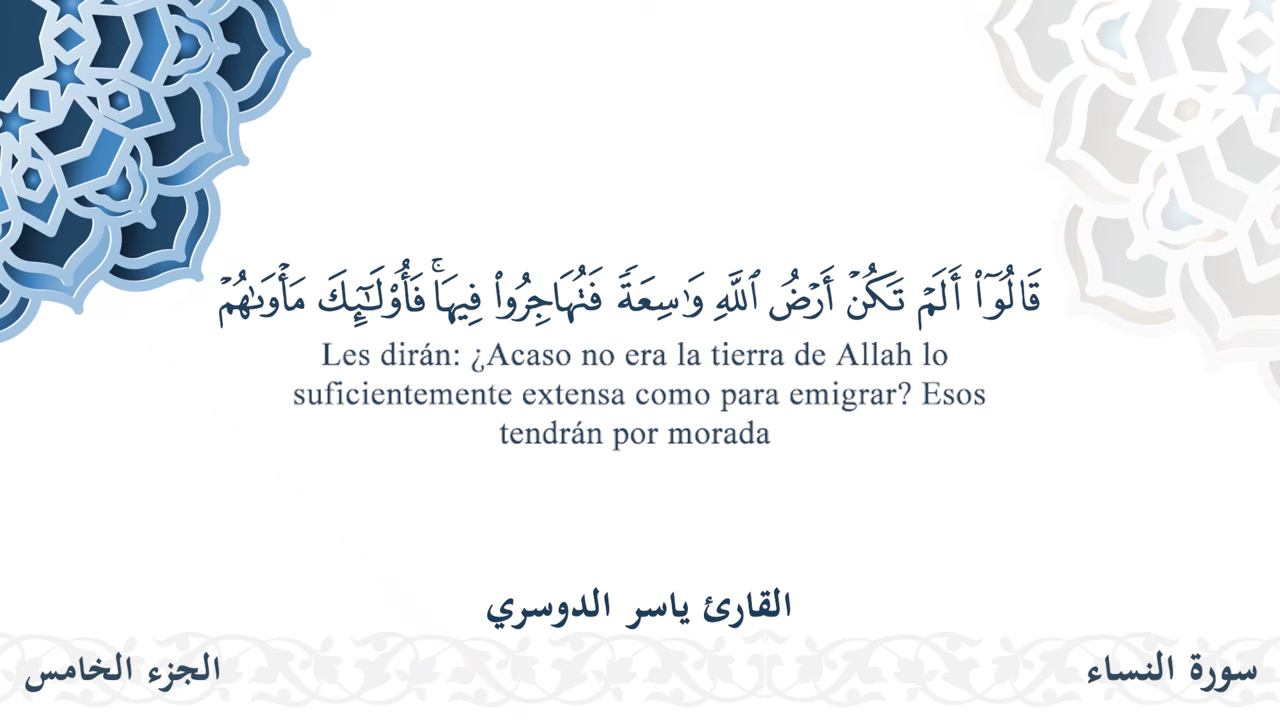 قَالُوٓا۟ أَلَمْ تَكُنْ أَرْضُ ٱللَّهِ وَٰسِعَةً فَتُهَاجِرُوا۟ فِيهَا ۚ فَأُو۟لَـٰٓئِكَ مَأْوَىٰهُمْ
Les dirán: ¿Acaso no era la tierra de Allah lo
suficientemente extensa como para emigrar? Esos
tendrán por morada
القارئ ياسر الدوسري
سورة النساء
الجزء الخامس